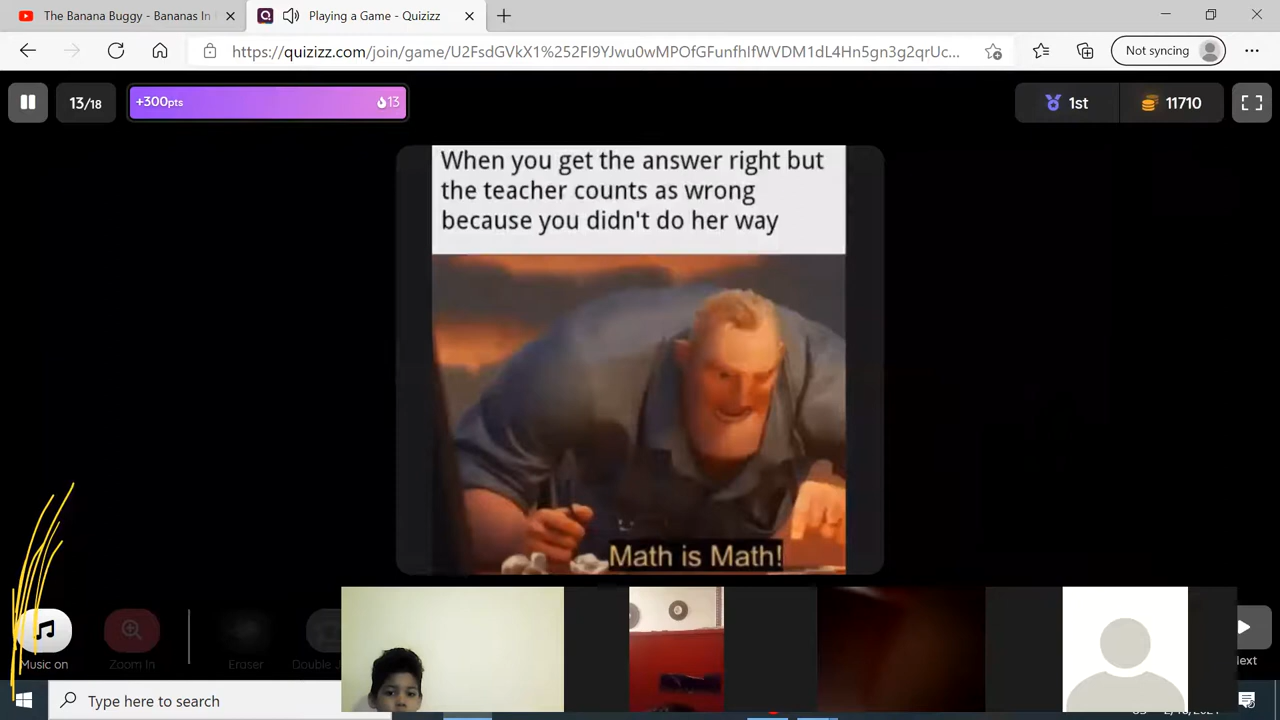 The Banana Buggy - Bananas In
Playing a Game - Quizizz
https://quizizz.com/join/game/U2FsdGVkX1%252FI9YJwu0wMPOfGFunfhlfWVDM1dL4Hn5gn3g2qrUc...
Not syncing
13/18
+300pts
13
1st
11710
When you get the answer right but
the teacher counts as wrong
because you didn't do her way
Math is Math!
Music on
Zoom In
Eraser
Double
Type here to search